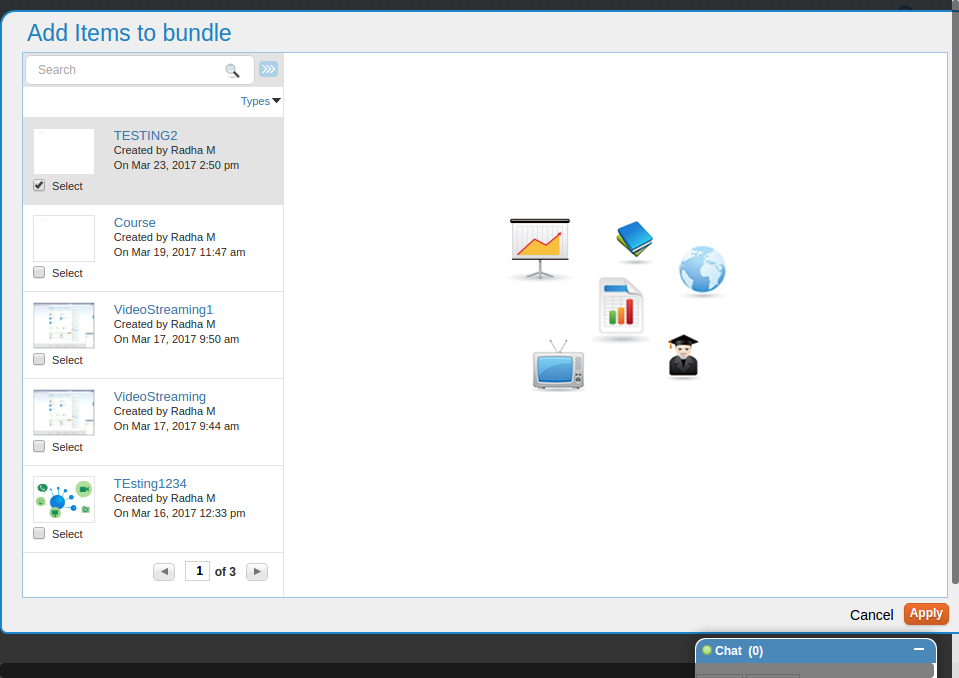 Add Items to bundle
Search
Types
TESTING2
Created by Radha M
On Mar 23, 2017 2:50 pm
Select
Course
Created by Radha M
On Mar 19, 2017 11:47 am
Select
VideoStreaming1
Created by Radha M
On Mar 17, 2017 9:50 am
Select
VideoStreaming
Created by Radha M
On Mar 17, 2017 9:44 am
Select
TEsting1234
Created by Radha M
On Mar 16, 2017 12:33 pm
Select
1 of 3
Cancel Apply
Chat (0)